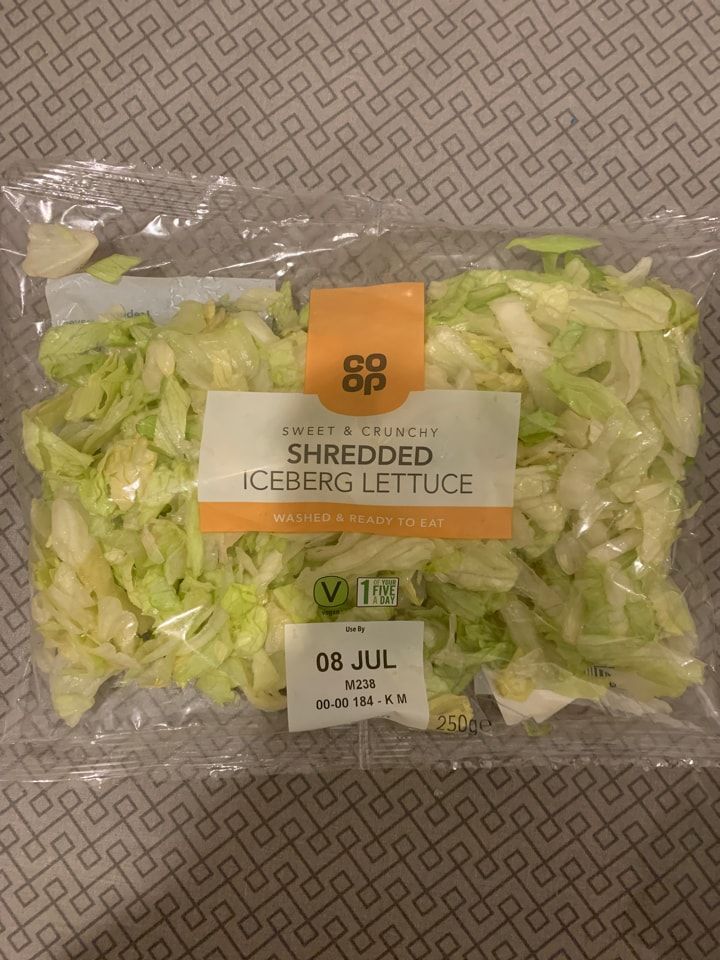 CO
OP
SWEET & CRUNCHY
SHREDDED
ICEBERG LETTUCE
WASHED & READY TO EAT
V
VEGAN
1 OF YOUR
FIVE
A DAY
Use By
08 JUL
M238
00-00 184 - K M
250g℮